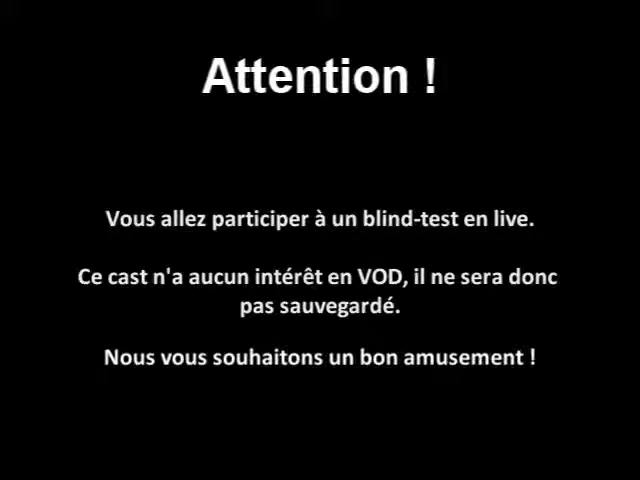 Attention !
Vous allez participer à un blind-test en live.
Ce cast n'a aucun intérêt en VOD, il ne sera donc
pas sauvegardé.
Nous vous souhaitons un bon amusement !